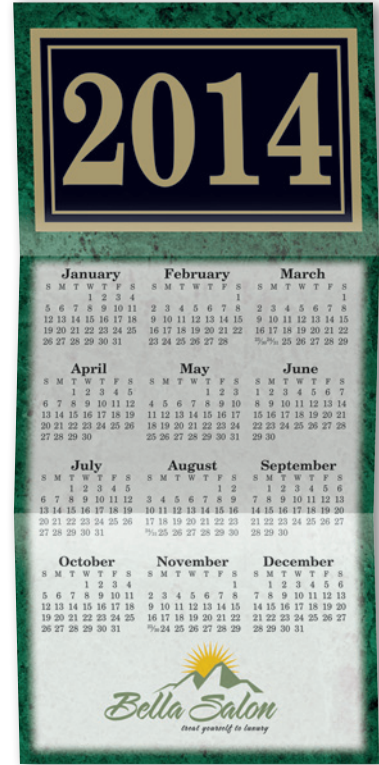 2014
January February March
S M T W T F S S M T W T F S S M T W T F S
1 2 3 4 1 1
5 6 7 8 9 10 11 2 3 4 5 6 7 8 2 3 4 5 6 7 8
12 13 14 15 16 17 18 9 10 11 12 13 14 15 9 10 11 12 13 14 15
19 20 21 22 23 24 25 16 17 18 19 20 21 22 16 17 18 19 20 21 22
26 27 28 29 30 31 23 24 25 26 27 28 23/30 24/31 25 26 27 28 29
April May June
S M T W T F S S M T W T F S S M T W T F S
1 2 3 4 5 1 2 3 1 2 3 4 5 6 7
6 7 8 9 10 11 12 4 5 6 7 8 9 10 8 9 10 11 12 13 14
13 14 15 16 17 18 19 11 12 13 14 15 16 17 15 16 17 18 19 20 21
20 21 22 23 24 25 26 18 19 20 21 22 23 24 22 23 24 25 26 27 28
27 28 29 30 25 26 27 28 29 30 31 29 30
July August September
S M T W T F S S M T W T F S S M T W T F S
1 2 3 4 5 1 2 1 2 3 4 5 6
6 7 8 9 10 11 12 3 4 5 6 7 8 9 7 8 9 10 11 12 13
13 14 15 16 17 18 19 10 11 12 13 14 15 16 14 15 16 17 18 19 20
20 21 22 23 24 25 26 17 18 19 20 21 22 23 21 22 23 24 25 26 27
27 28 29 30 31 24/31 25 26 27 28 29 30 28 29 30
October November December
S M T W T F S S M T W T F S S M T W T F S
1 2 3 4 1 1 2 3 4 5 6
5 6 7 8 9 10 11 2 3 4 5 6 7 8 7 8 9 10 11 12 13
12 13 14 15 16 17 18 9 10 11 12 13 14 15 14 15 16 17 18 19 20
19 20 21 22 23 24 25 16 17 18 19 20 21 22 21 22 23 24 25 26 27
26 27 28 29 30 31 23/30 24 25 26 27 28 29 28 29 30 31
Bella Salon
treat yourself to luxury